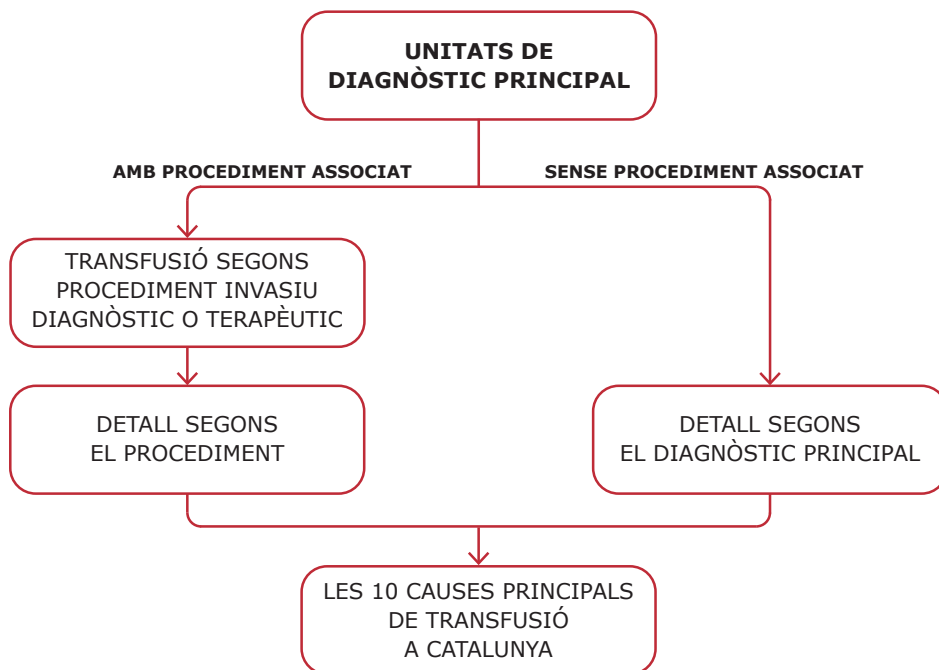 UNITATS DE
DIAGNÒSTIC PRINCIPAL
AMB PROCEDIMENT ASSOCIAT
SENSE PROCEDIMENT ASSOCIAT
TRANSFUSIÓ SEGONS
PROCEDIMENT INVASIU
DIAGNÒSTIC O TERAPÈUTIC
DETALL SEGONS
EL PROCEDIMENT
DETALL SEGONS
EL DIAGNÒSTIC PRINCIPAL
LES 10 CAUSES PRINCIPALS
DE TRANSFUSIÓ
A CATALUNYA